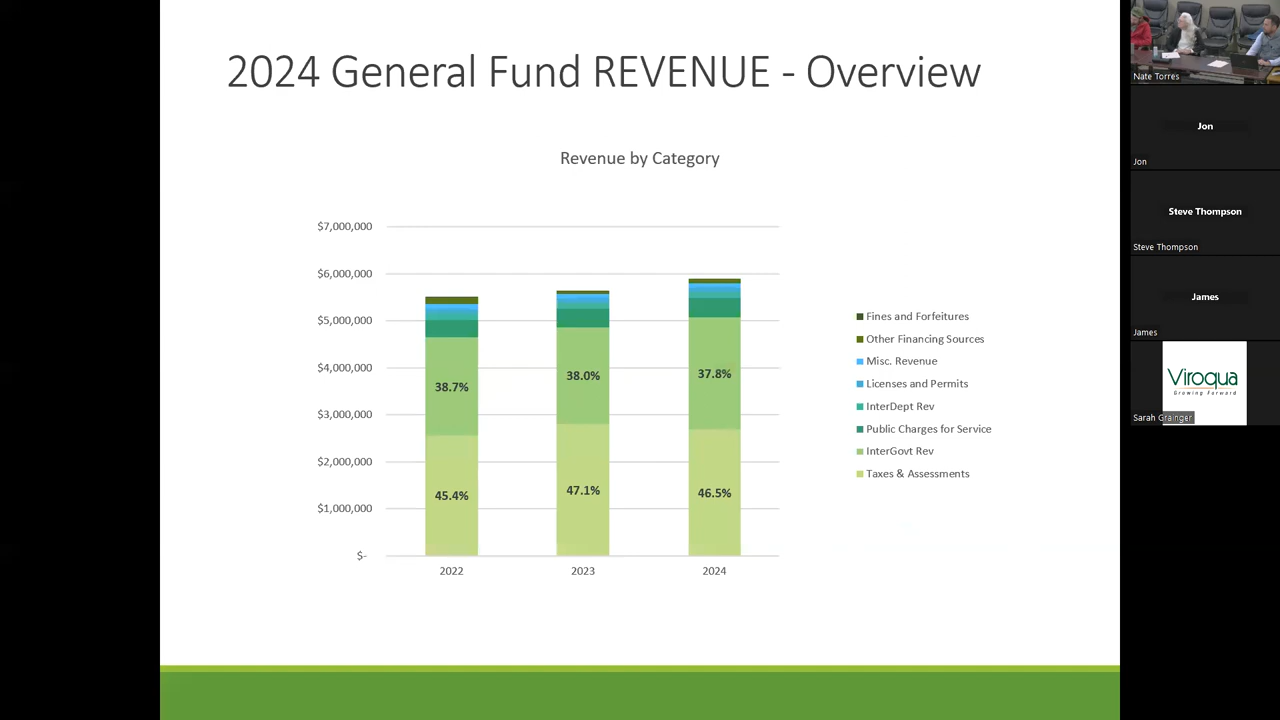 2024 General Fund REVENUE - Overview
Revenue by Category
$7,000,000
$6,000,000
$5,000,000
$4,000,000
$3,000,000
$2,000,000
$1,000,000
$-
38.7%
38.0%
37.8%
45.4%
47.1%
46.5%
2022
2023
2024
Fines and Forfeitures
Other Financing Sources
Misc. Revenue
Licenses and Permits
InterDept Rev
Public Charges for Service
InterGovt Rev
Taxes & Assessments
Nate Torres
Jon
Jon
Steve Thompson
Steve Thompson
James
James
Viroqua
Growing Forward
Sarah Grainger